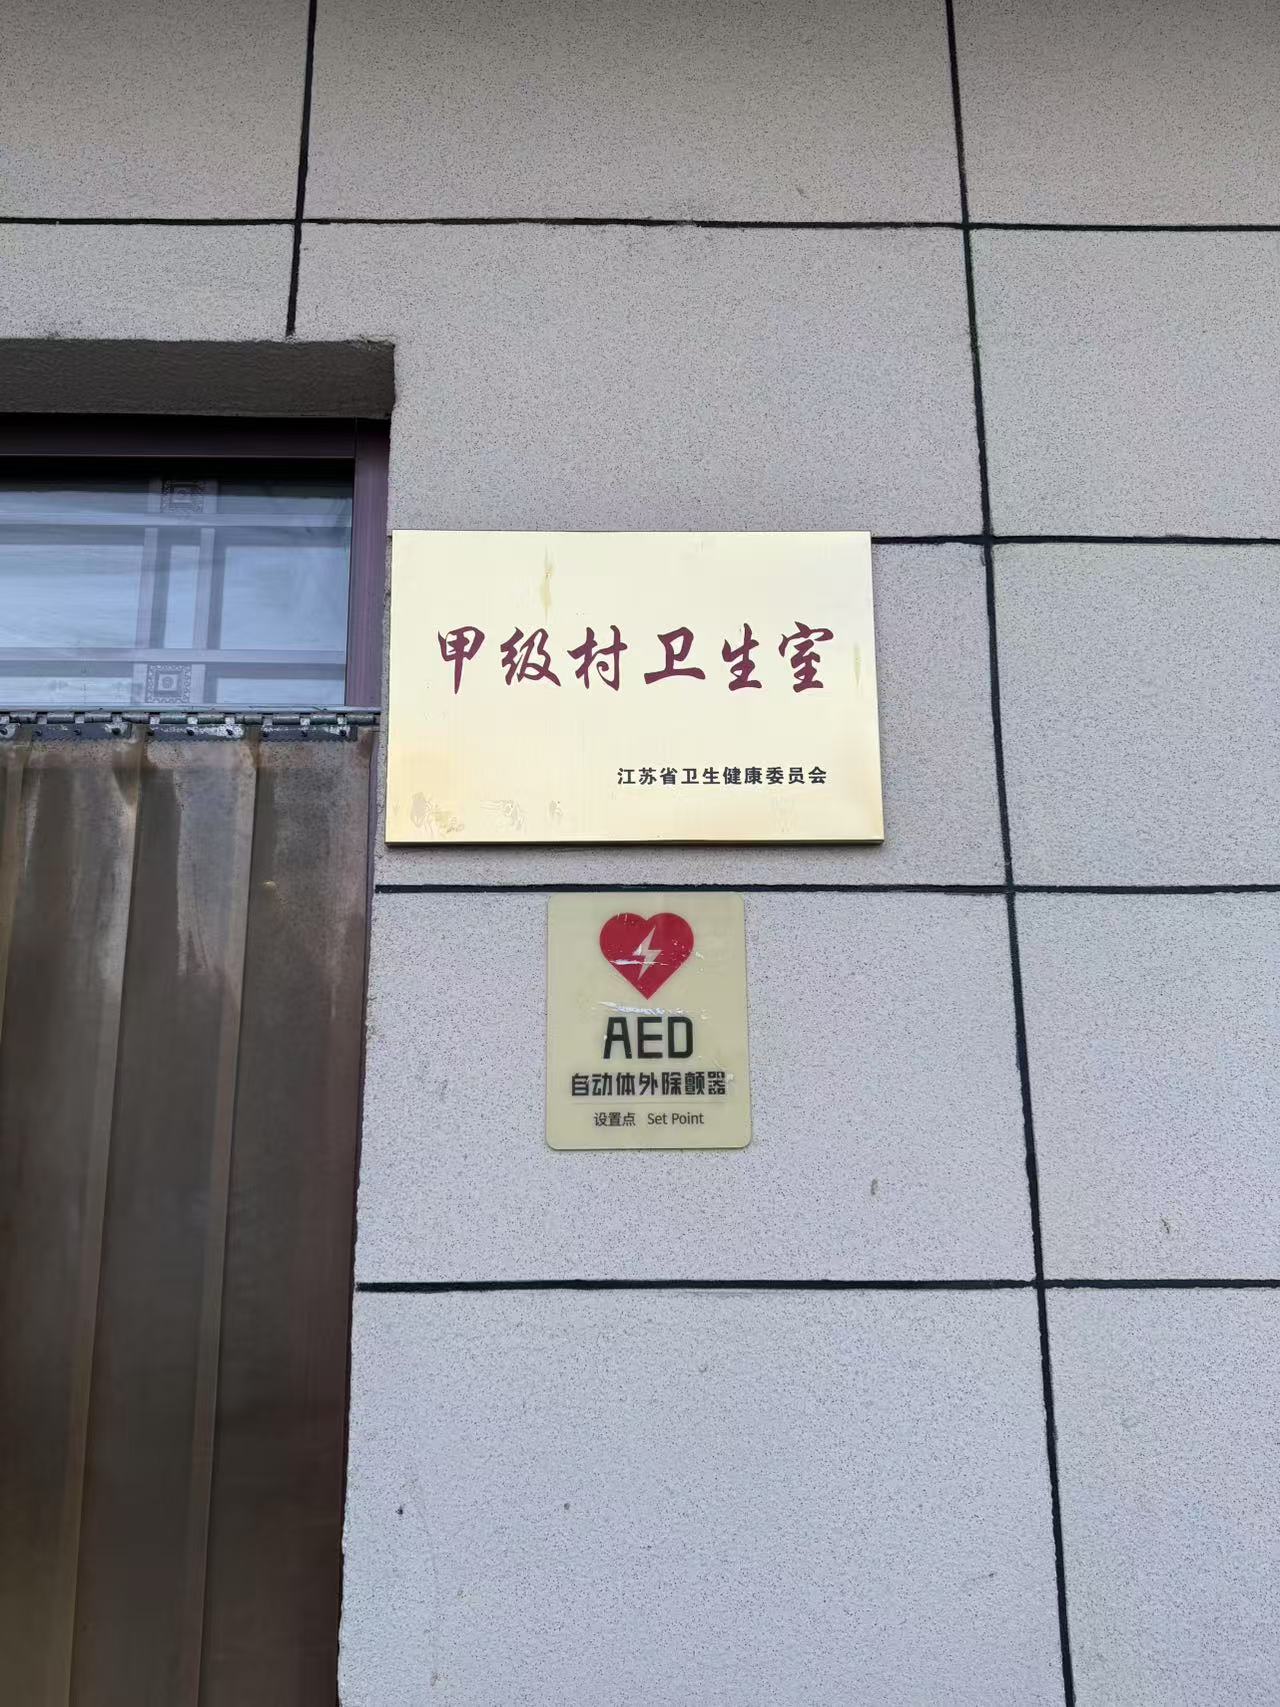 甲级村卫生室
江苏省卫生健康委员会
AED
自动体外除颤器
设置点 Set Point